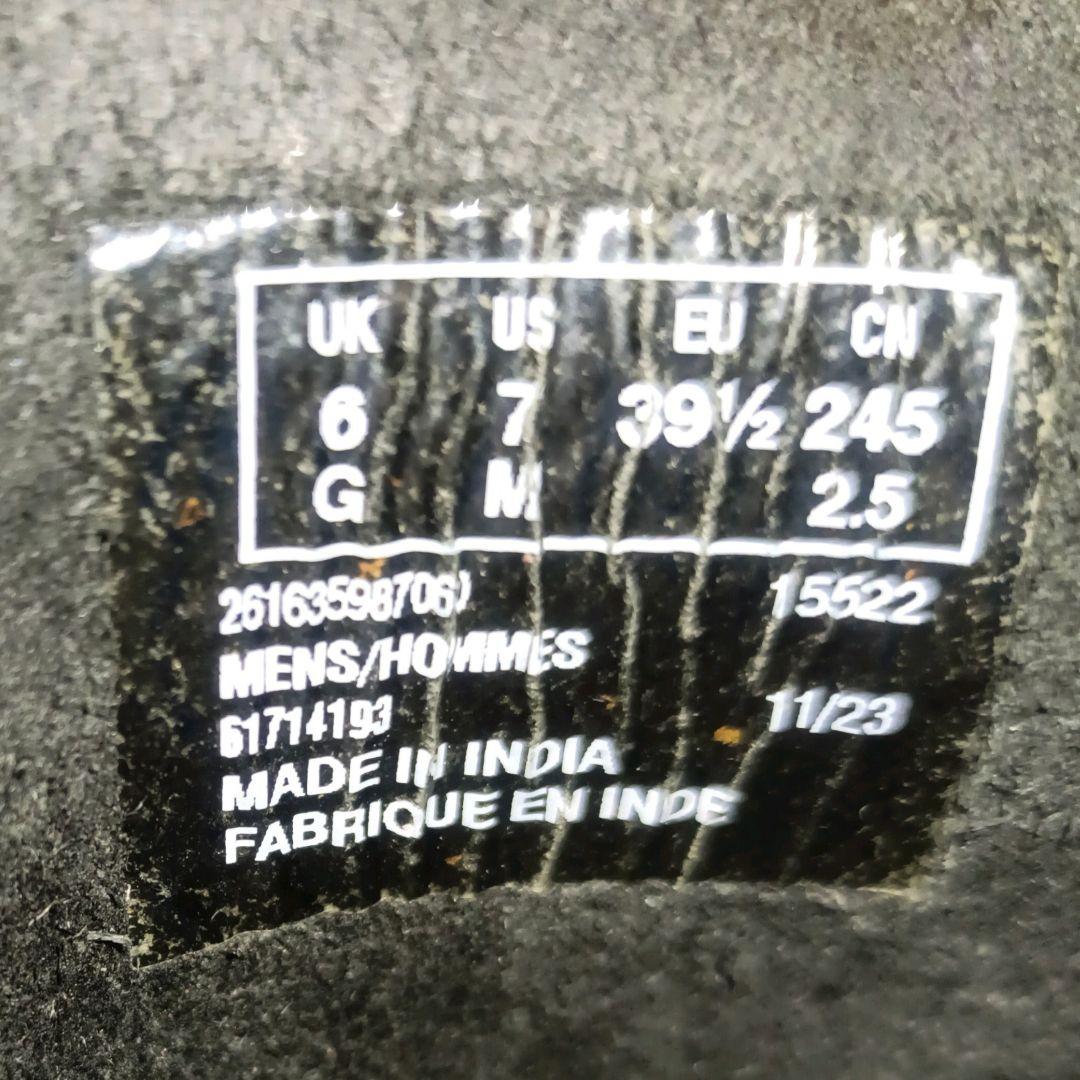 UK US EU CN
6 7 39½ 245
G M 2.5
261635987060 15522
MENS/HOMMES
61714193 11/23
MADE IN INDIA
FABRIQUE EN INDE